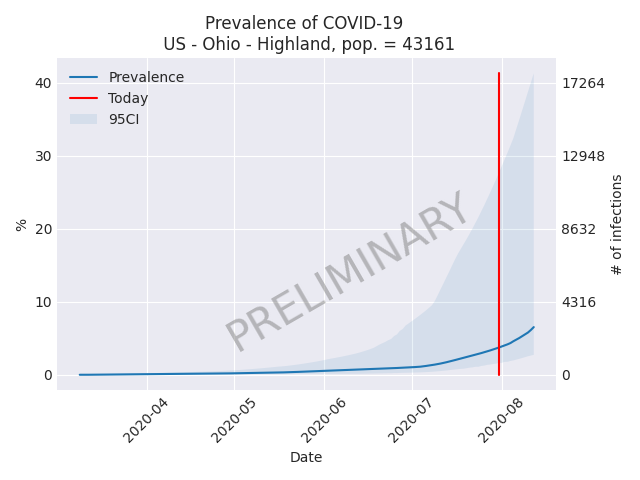 Prevalence of COVID-19
US - Ohio - Highland, pop. = 43161
Prevalence
Today
95CI
40
30
20
10
0
%
17264
12948
8632
4316
0
# of infections
PRELIMINARY
2020-04
2020-05
2020-06
2020-07
2020-08
Date